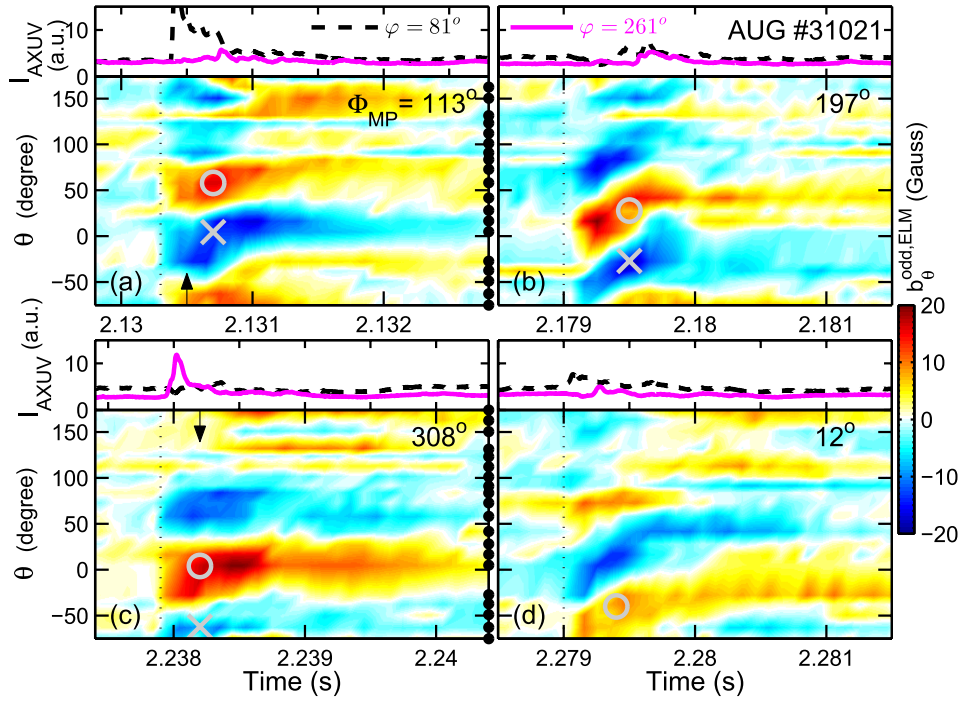 φ = 81°
φ = 261°
AUG #31021
I_AXUV (a.u.)
10
0
Φ_MP = 113°
197°
150
100
50
0
−50
θ (degree)
(a)
(b)
2.13
2.131
2.132
2.179
2.18
2.181
b_θ^odd,ELM (Gauss)
20
10
0
−10
−20
I_AXUV (a.u.)
10
0
308°
12°
150
100
50
0
−50
θ (degree)
(c)
(d)
2.238
2.239
2.24
2.279
2.28
2.281
Time (s)
Time (s)